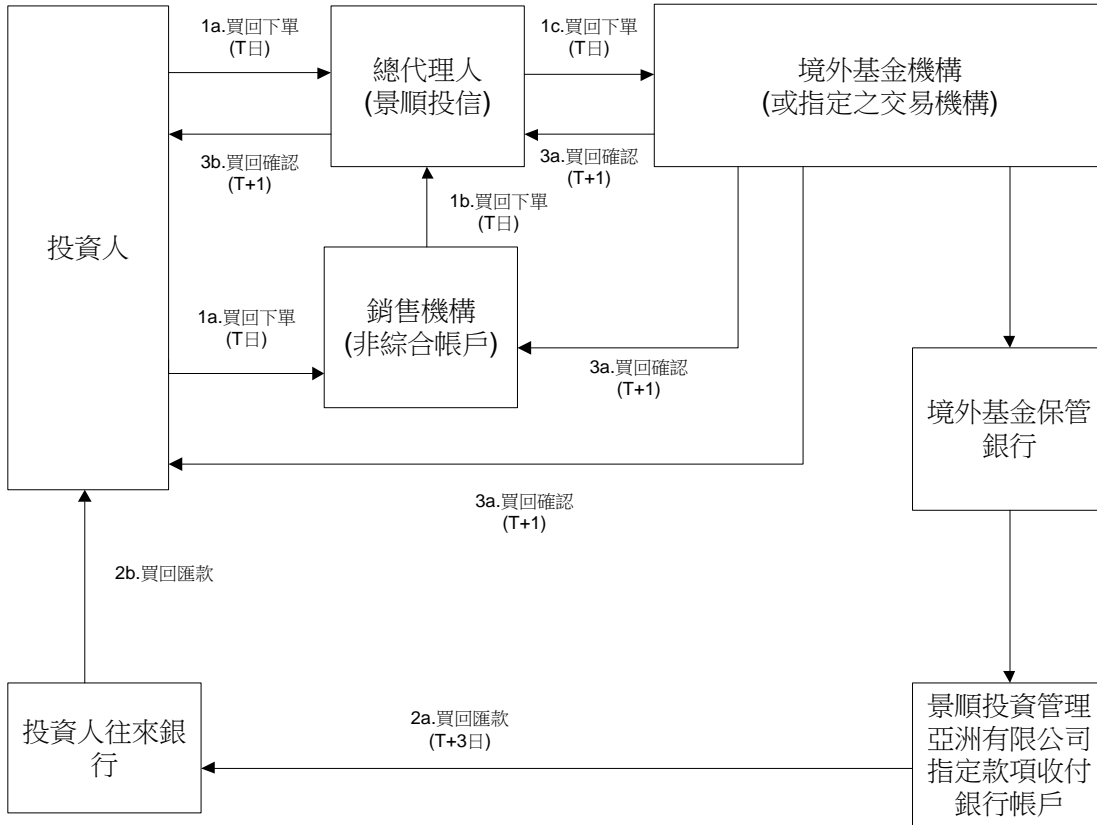 1a.買回下單
(T日)
1c.買回下單
(T日)
總代理人
(景順投信)
境外基金機構
(或指定之交易機構)
3b.買回確認
(T+1)
3a.買回確認
(T+1)
1b.買回下單
(T日)
投資人
銷售機構
(非綜合帳戶)
1a.買回下單
(T日)
3a.買回確認
(T+1)
境外基金保管
銀行
3a.買回確認
(T+1)
2b.買回匯款
投資人往來銀
行
2a.買回匯款
(T+3日)
景順投資管理
亞洲有限公司
指定款項收付
銀行帳戶